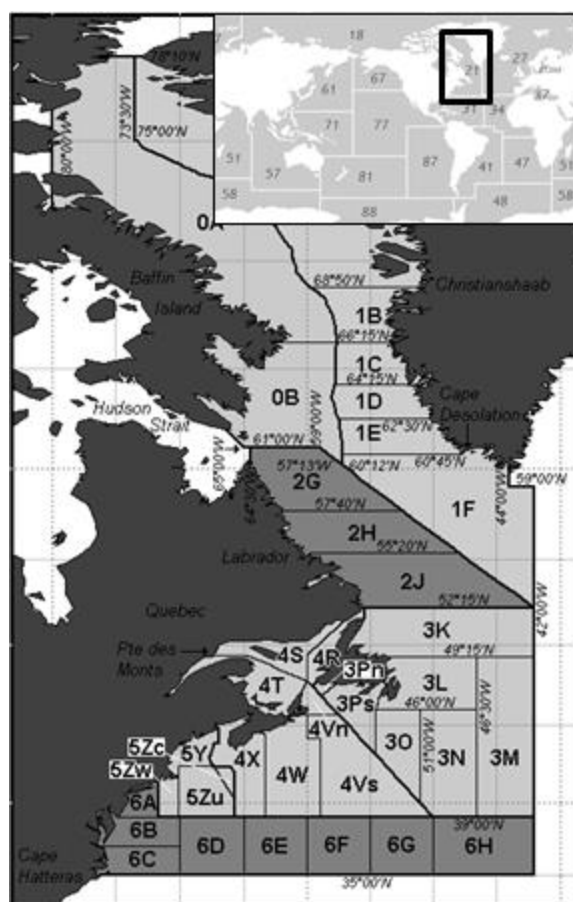 78°10'N
73°30'W
75°00'N
80°00'W
18
21
27
37
61
67
31
34
71
77
51
57
81
87
41
47
51
58
88
48
58
0A
Baffin
Island
68°50'N
Christianshaab
1B
66°15'N
1C
64°15'N
0B
59°00'W
1D
Cape
Desolation
62°30'N
1E
Hudson
Strait
61°00'N
60°12'N
60°45'N
59°00'N
65°00'W
57°13'W
2G
44°00'W
57°40'N
1F
2H
55°20'N
Labrador
2J
52°15'N
42°00'W
Quebec
3K
49°15'N
Pte des
Monts
4S
4R
3Pn
3L
4T
3Ps
46°00'N
46°30'W
4Vn
5Zc
5Y
4X
3O
51°00'W
3N
3M
5Zw
4W
4Vs
5Zu
6A
39°00'N
6B
6D
6E
6F
6G
6H
6C
Cape
Hatteras
35°00'N